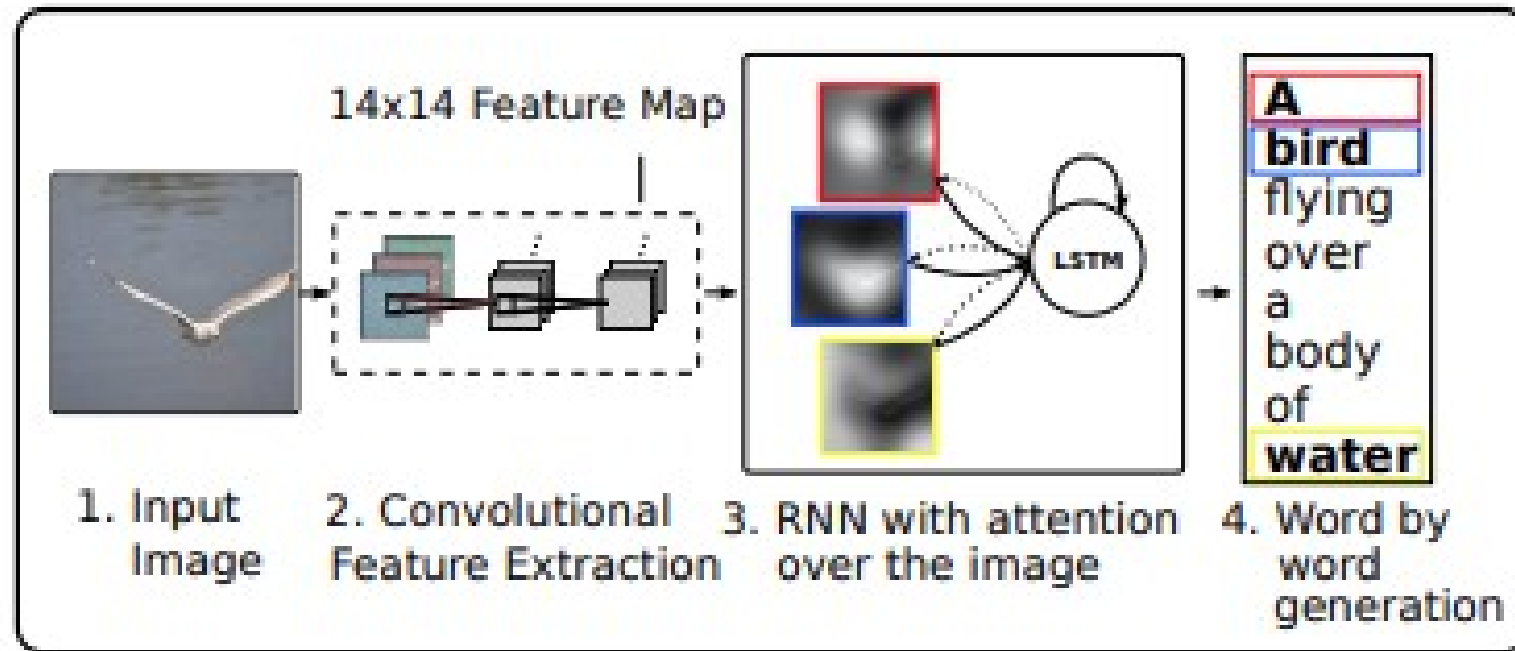 14x14 Feature Map
LSTM
A
bird
flying
over
a
body
of
water
1. Input
Image
2. Convolutional
Feature Extraction
3. RNN with attention
over the image
4. Word by
word
generation